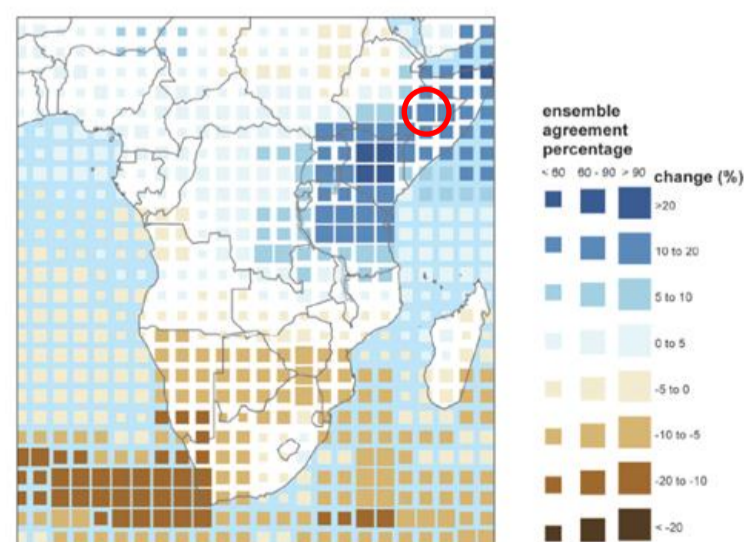 ensemble
agreement
percentage
< 60 60 - 90 > 90 change (%)
>20
10 to 20
5 to 10
0 to 5
-5 to 0
-10 to -5
-20 to -10
< -20